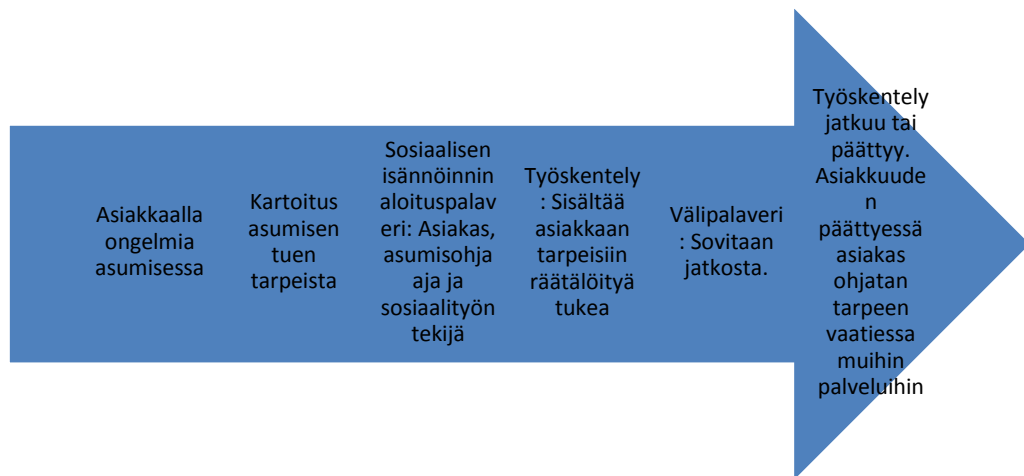 Asiakkaalla
ongelmia
asumisessa
Kartoitus
asumisen
tuen
tarpeista
Sosiaalisen
isännöinnin
aloituspalav
eri: Asiakas,
asumisohja
aja ja
sosiaalityön
tekijä
Työskentely
: Sisältää
asiakkaan
tarpeisiin
räätälöityä
tukea
Välipalaveri
: Sovitaan
jatkosta.
Työskentely
jatkuu tai
päättyy.
Asiakkuude
n
päättyessä
asiakas
ohjatan
tarpeen
vaatiessa
muihin
palveluihin